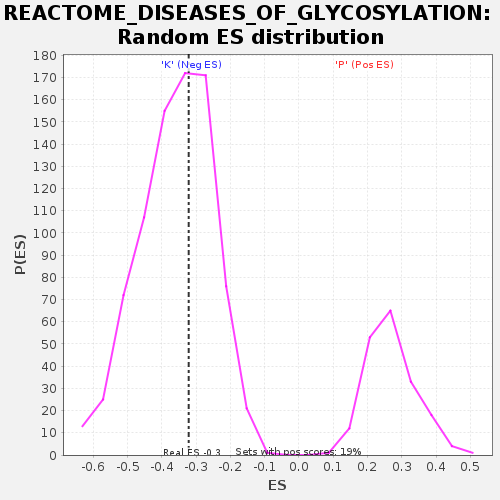 REACTOME_DISEASES_OF_GLYCOSYLATION:
Random ES distribution
'K' (Neg ES) 'P' (Pos ES)
P(ES)
180
170
160
150
140
130
120
110
100
90
80
70
60
50
40
30
20
10
0
Real ES -0.3 Sets with pos scores: 19%
-0.6 -0.5 -0.4 -0.3 -0.2 -0.1 0.0 0.1 0.2 0.3 0.4 0.5
ES